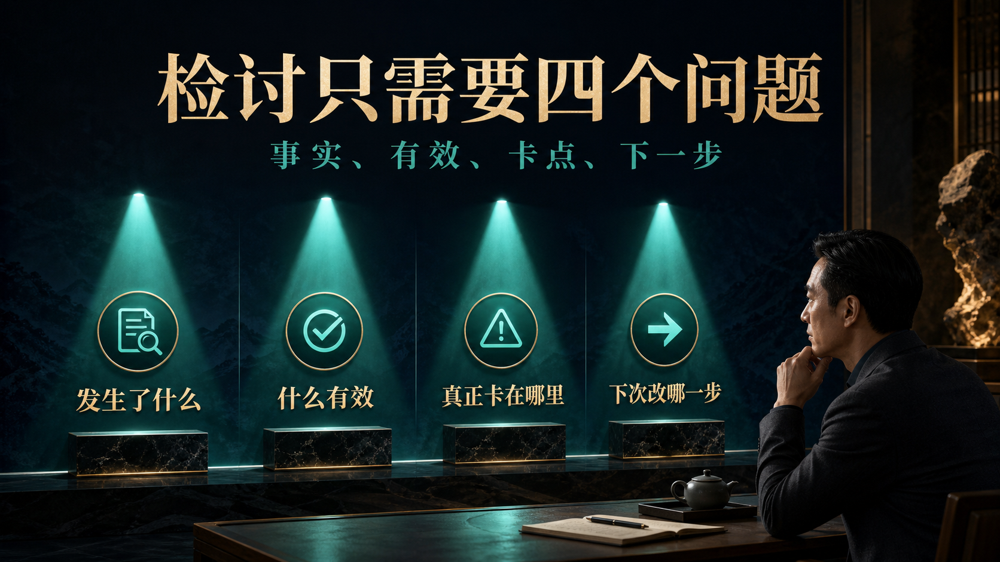 检讨只需要四个问题
事实、有效、卡点、下一步
发生了什么
什么有效
真正卡在哪里
下次改哪一步